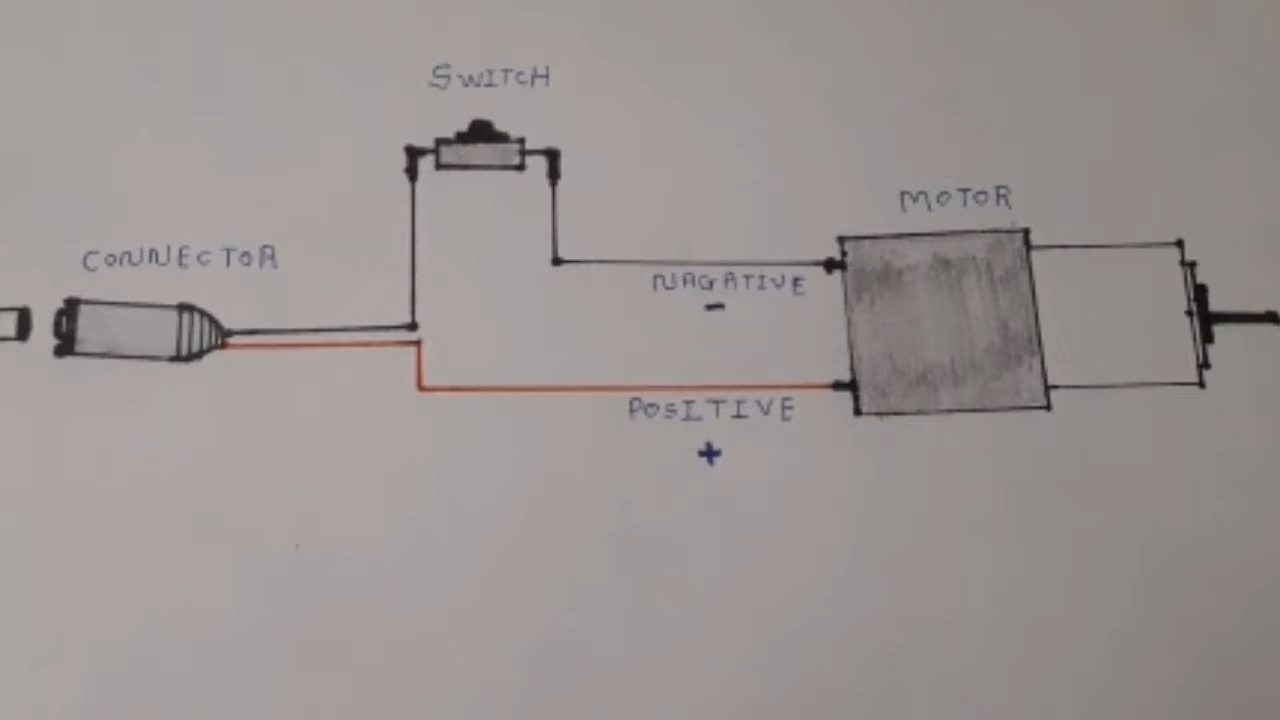 SWITCH
MOTOR
CONNECTOR
NAGATIVE
-
POSITIVE
+